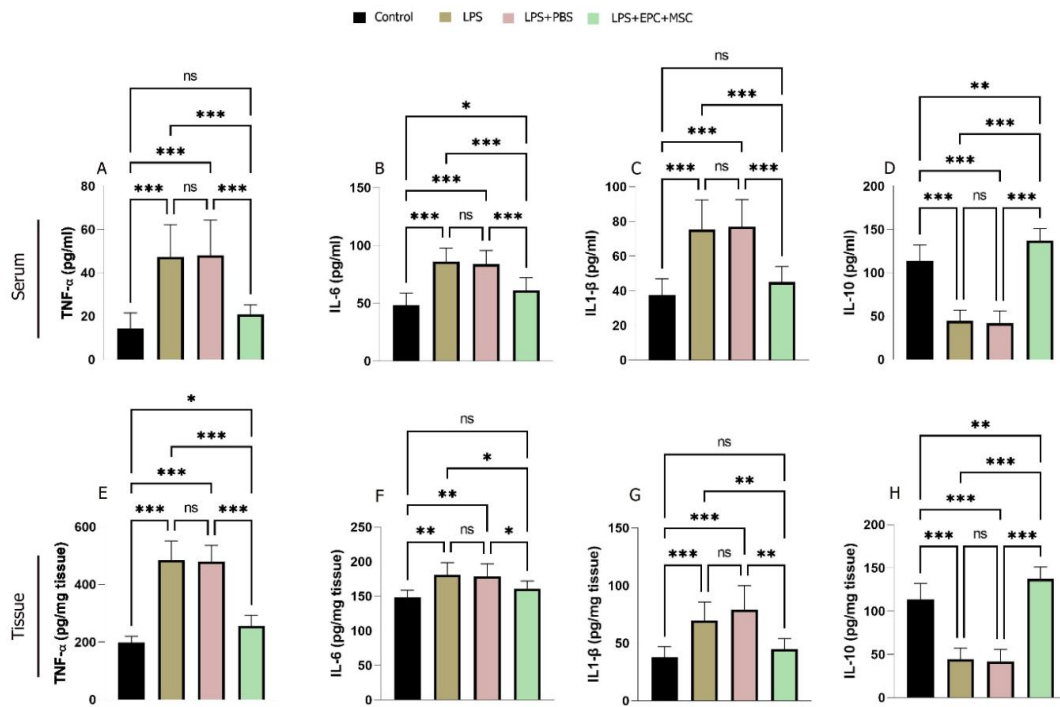 Control LPS LPS+PBS LPS+EPC+MSC
Serum
A
ns
***
***
*** ns ***
TNF-α (pg/ml)
80
60
40
20
0
B
*
***
***
*** ns ***
IL-6 (pg/ml)
150
100
50
0
C
ns
***
***
*** ns ***
IL1-β (pg/ml)
100
80
60
40
20
0
D
**
***
***
*** ns ***
IL-10 (pg/ml)
200
150
100
50
0
Tissue
E
*
***
***
*** ns ***
TNF-α (pg/mg tissue)
600
400
200
0
F
ns
*
**
** ns *
IL-6 (pg/mg tissue)
250
200
150
100
50
0
G
ns
**
***
*** ns **
IL1-β (pg/mg tissue)
150
100
50
0
H
**
***
***
*** ns ***
IL-10 (pg/mg tissue)
200
150
100
50
0